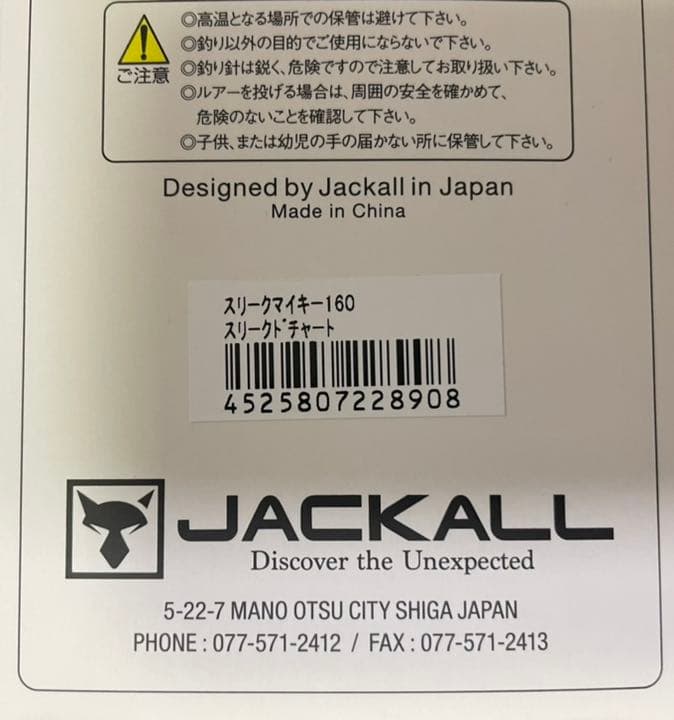 ◎高温となる場所での保管は避けて下さい。
◎釣り以外の目的でご使用にならないで下さい。
ご注意 ◎釣り針は鋭く、危険ですので注意してお取り扱い下さい。
◎ルアーを投げる場合は、周囲の安全を確かめて、
危険のないことを確認して下さい。
◎子供、または幼児の手の届かない所に保管して下さい。
Designed by Jackall in Japan
Made in China
スリークマイキー160
スリークドチャート
4525807228908
JACKALL
Discover the Unexpected
5-22-7 MANO OTSU CITY SHIGA JAPAN
PHONE : 077-571-2412 / FAX : 077-571-2413